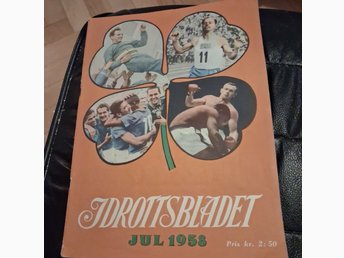 11
IDROTTSBLADET
JUL 1958
Pris kr. 2:50